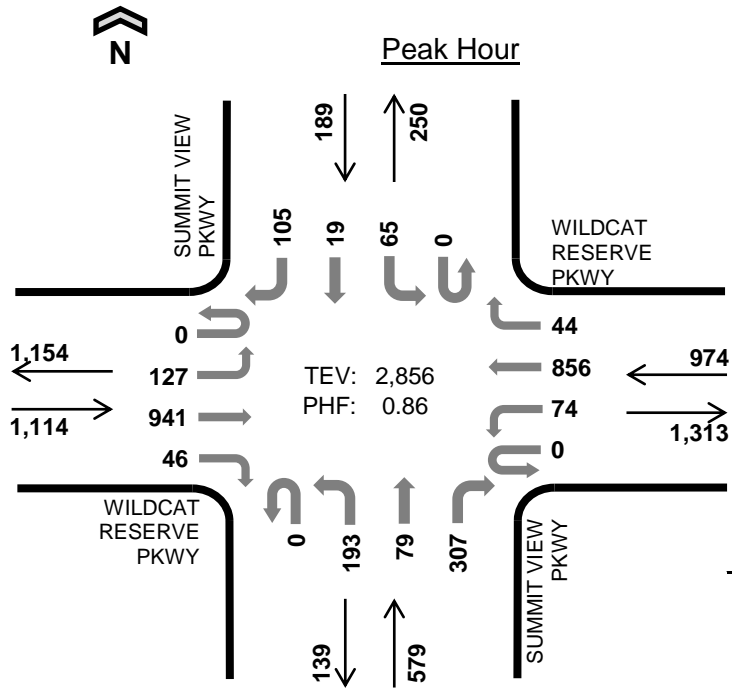 N
Peak Hour
189
250
SUMMIT VIEW
PKWY
105
19
65
0
WILDCAT
RESERVE
PKWY
0
44
1,154
127
TEV: 2,856
856
974
1,114
941
PHF: 0.86
74
1,313
46
0
WILDCAT
RESERVE
PKWY
0
193
79
307
SUMMIT VIEW
PKWY
139
579